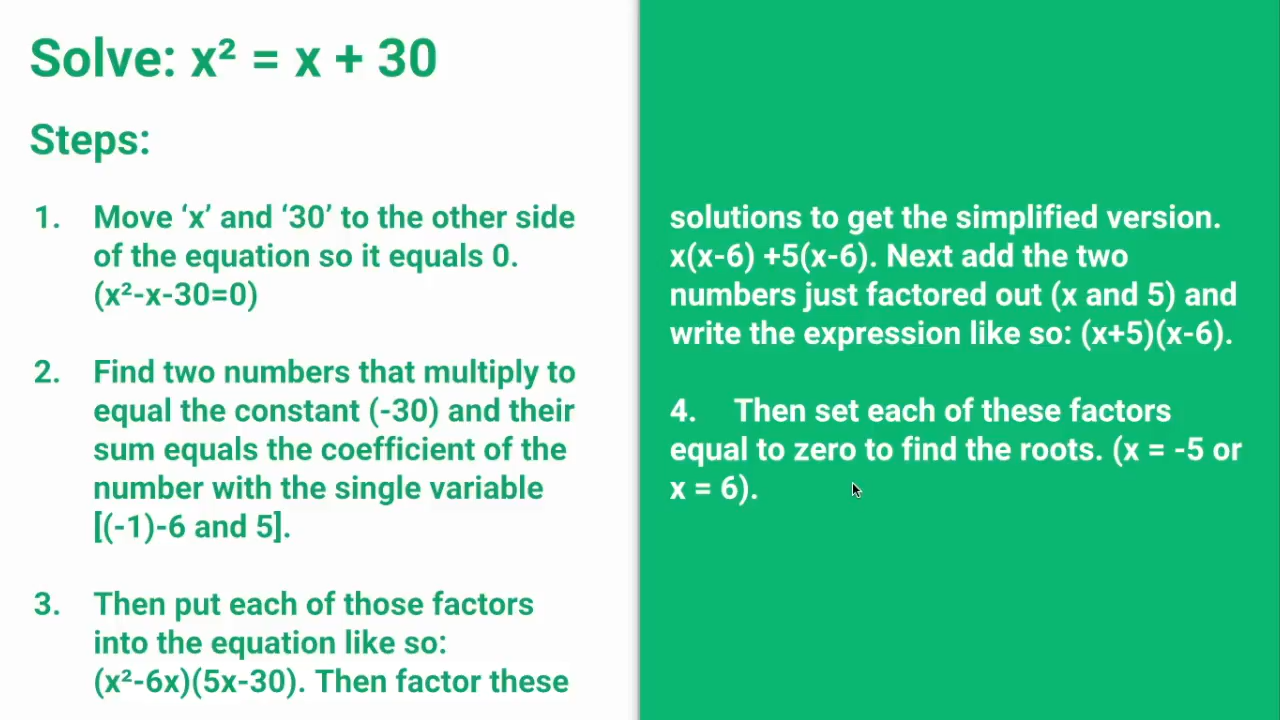 Solve: x² = x + 30
Steps:
1. Move ‘x’ and ‘30’ to the other side
of the equation so it equals 0.
(x²-x-30=0)
2. Find two numbers that multiply to
equal the constant (-30) and their
sum equals the coefficient of the
number with the single variable
[(-1)-6 and 5].
3. Then put each of those factors
into the equation like so:
(x²-6x)(5x-30). Then factor these
solutions to get the simplified version.
x(x-6) +5(x-6). Next add the two
numbers just factored out (x and 5) and
write the expression like so: (x+5)(x-6).
4. Then set each of these factors
equal to zero to find the roots. (x = -5 or
x = 6).